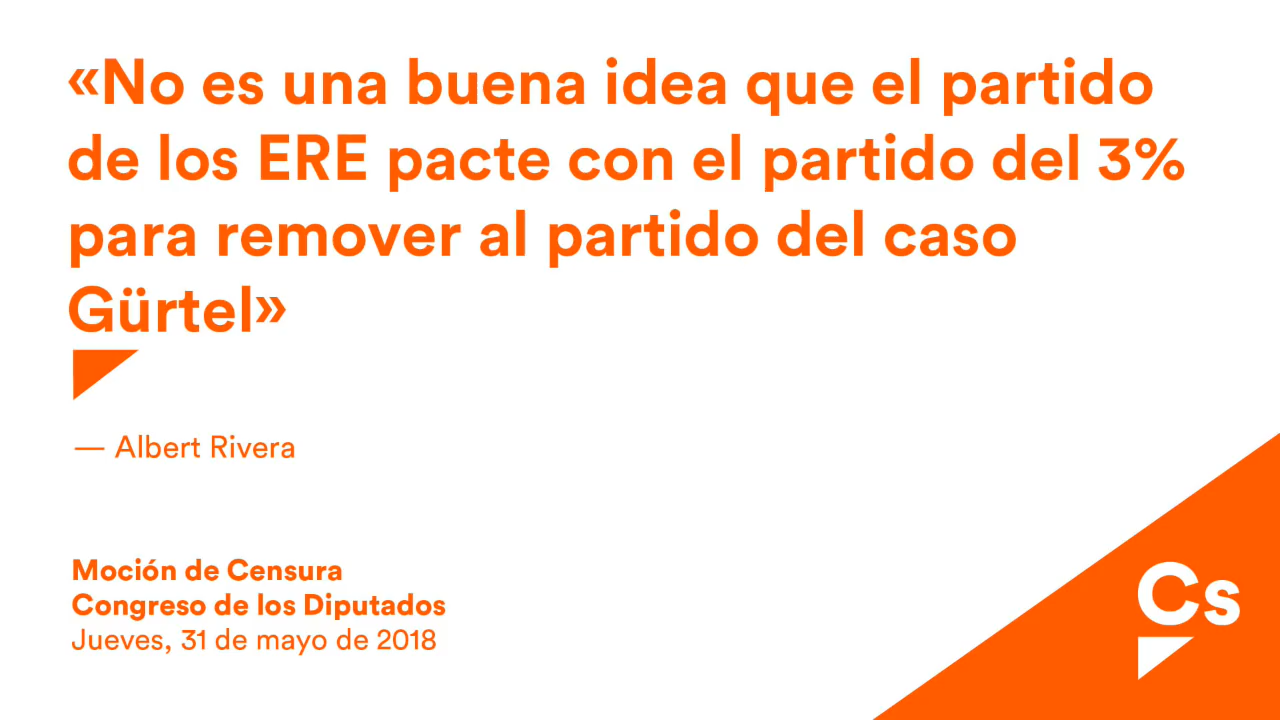 «No es una buena idea que el partido
de los ERE pacte con el partido del 3%
para remover al partido del caso
Gürtel»
— Albert Rivera
Moción de Censura
Congreso de los Diputados
Jueves, 31 de mayo de 2018
Cs